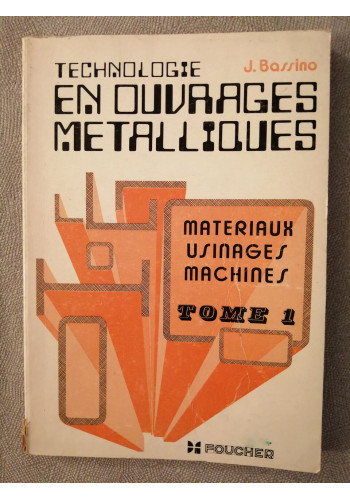 TECHNOLOGIE J. Bassino
EN OUVRAGES
METALLIQUES
MATERIAUX
USINAGES
MACHINES
TOME 1
FOUCHER